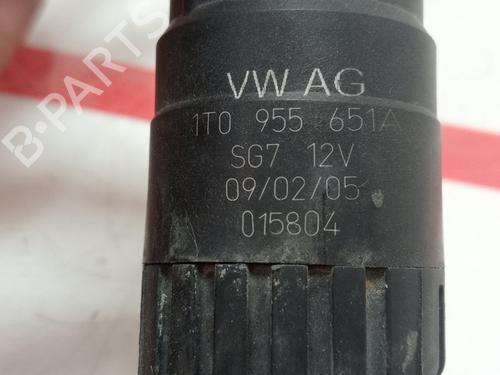 VW AG
1T0 955 651A
SG7 12V
09/02/05
015804
B-PARTS